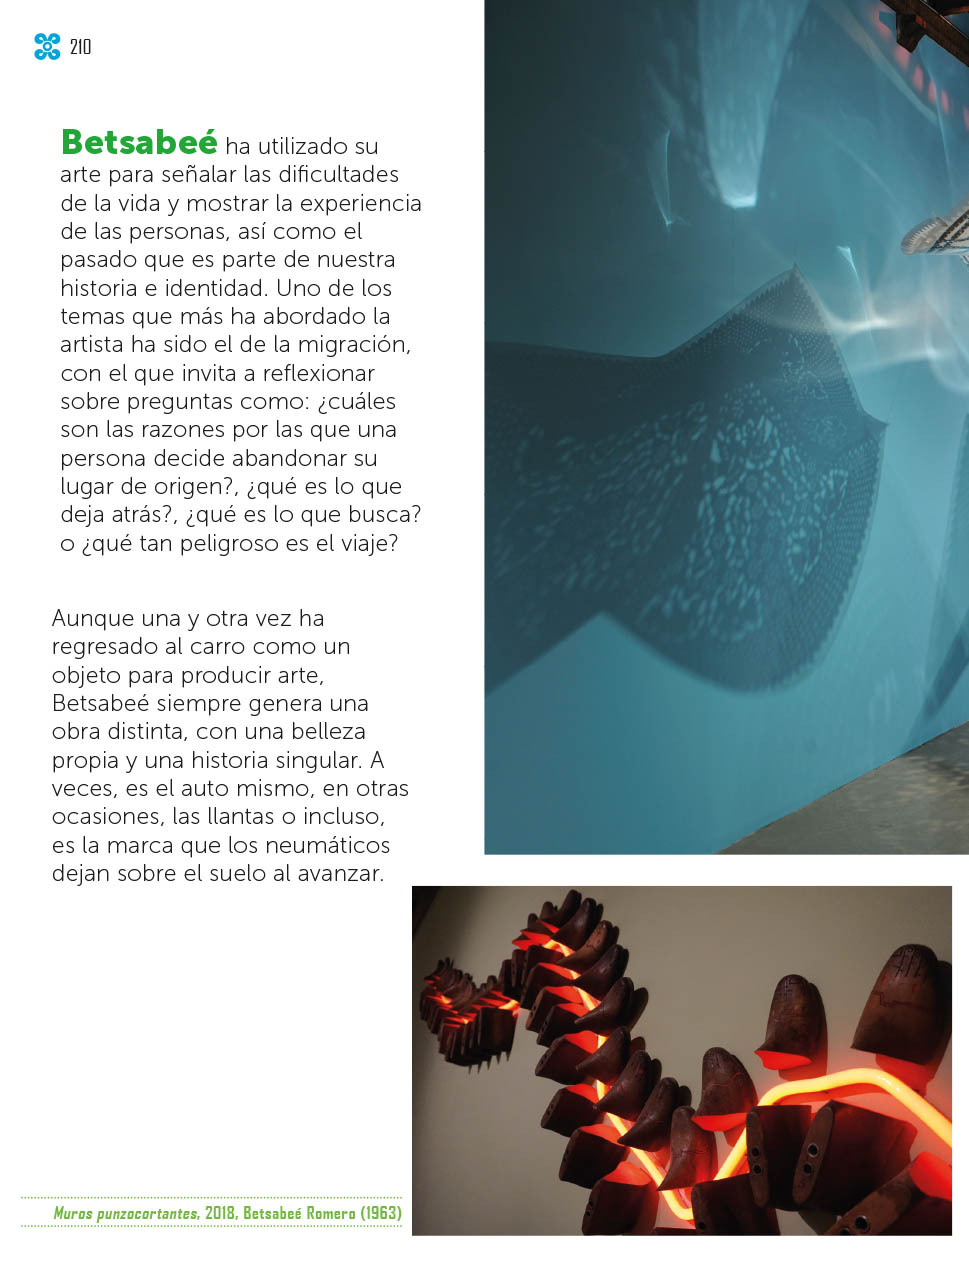 210
Betsabeé ha utilizado su
arte para señalar las dificultades
de la vida y mostrar la experiencia
de las personas, así como el
pasado que es parte de nuestra
historia e identidad. Uno de los
temas que más ha abordado la
artista ha sido el de la migración,
con el que invita a reflexionar
sobre preguntas como: ¿cuáles
son las razones por las que una
persona decide abandonar su
lugar de origen?, ¿qué es lo que
deja atrás?, ¿qué es lo que busca?
o ¿qué tan peligroso es el viaje?
Aunque una y otra vez ha
regresado al carro como un
objeto para producir arte,
Betsabeé siempre genera una
obra distinta, con una belleza
propia y una historia singular. A
veces, es el auto mismo, en otras
ocasiones, las llantas o incluso,
es la marca que los neumáticos
dejan sobre el suelo al avanzar.
Muros punzocortantes, 2018, Betsabeé Romero (1963)